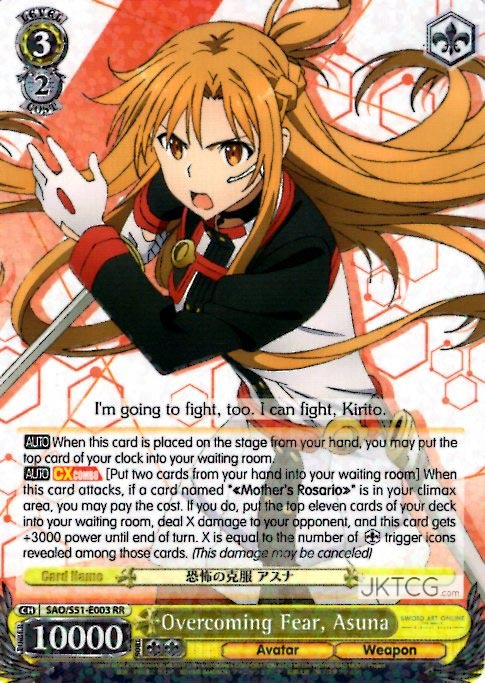 LEVEL
3
2
COST
I'm going to fight, too. I can fight, Kirito.
AUTO When this card is placed on the stage from your hand, you may put the
top card of your clock into your waiting room.
AUTO CX COMBO [Put two cards from your hand into your waiting room] When
this card attacks, if a card named "«Mother's Rosario»" is in your climax
area, you may pay the cost. If you do, put the top eleven cards of your deck
into your waiting room, deal X damage to your opponent, and this card gets
+3000 power until end of turn. X is equal to the number of trigger icons
revealed among those cards. (This damage may be canceled)
Card Name 恐怖の克服 アスナ
JKTCG.com
CH SAO/S51-E003 RR
POWER 10000 SOUL Overcoming Fear, Asuna SWORD ART ONLINE
Avatar Weapon